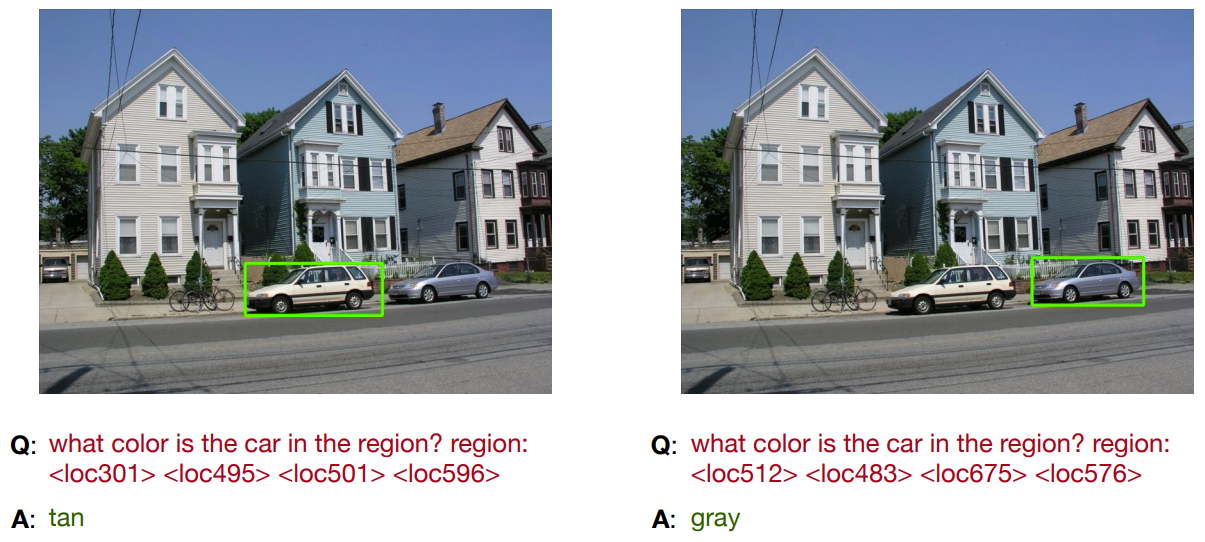 Q: what color is the car in the region? region:
<loc301> <loc495> <loc501> <loc596>
A: tan
Q: what color is the car in the region? region:
<loc512> <loc483> <loc675> <loc576>
A: gray